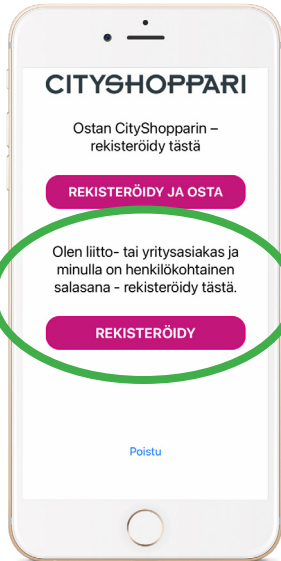 CITYSHOPPARI
Ostan CityShopparin –
rekisteröidy tästä
REKISTERÖIDY JA OSTA
Olen liitto- tai yritysasiakas ja
minulla on henkilökohtainen
salasana - rekisteröidy tästä.
REKISTERÖIDY
Poistu